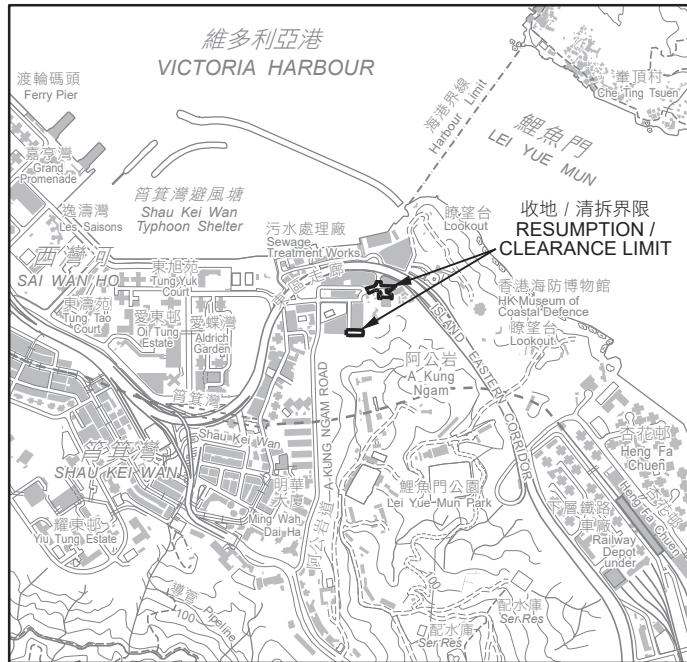 維多利亞港
VICTORIA HARBOUR
渡輪碼頭
Ferry Pier
海港界線
Harbour Limit
輋頂村
Che Ting Tsuen
鯉魚門
LEI YUE MUN
嘉亨灣
Grand
Promenade
筲箕灣避風塘
Shau Kei Wan
Typhoon Shelter
逸濤灣
Les Saisons
污水處理廠
Sewage
Treatment Works
瞭望台
Lookout
收地 / 清拆界限
RESUMPTION /
CLEARANCE LIMIT
西灣河
SAI WAN HO
東旭苑
Tung Yuk
Court
東區走廊
東濤苑
Tung Tao
Court
愛東邨
Oi Tung
Estate
愛蝶灣
Aldrich
Garden
香港海防博物館
HK Museum of
Coastal Defence
瞭望台
Lookout
ISLAND EASTERN CORRIDOR
阿公岩
A Kung
Ngam
筲箕灣
Shau Kei Wan
筲箕灣
SHAU KEI WAN
阿公岩道 A KUNG NGAM ROAD
明華
大廈
Ming Wah
Dai Ha
鯉魚門公園
Lei Yue Mun Park
杏花邨
Heng Fa
Chuen
杏花邨
Heng Fa Chuen
下層鐵路
車廠
Railway
Depot
under
耀東邨
Yiu Tung Estate
導管 Pipeline
100
100
配水庫
Ser Res
配水庫
Ser Res